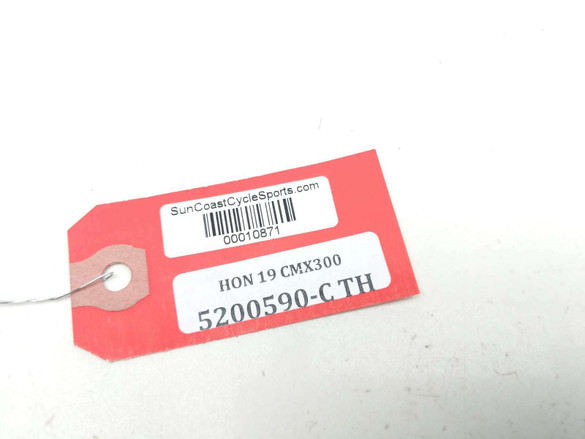 SunCoastCycleSports.com
00010871
HON 19 CMX300
5200590-C TH